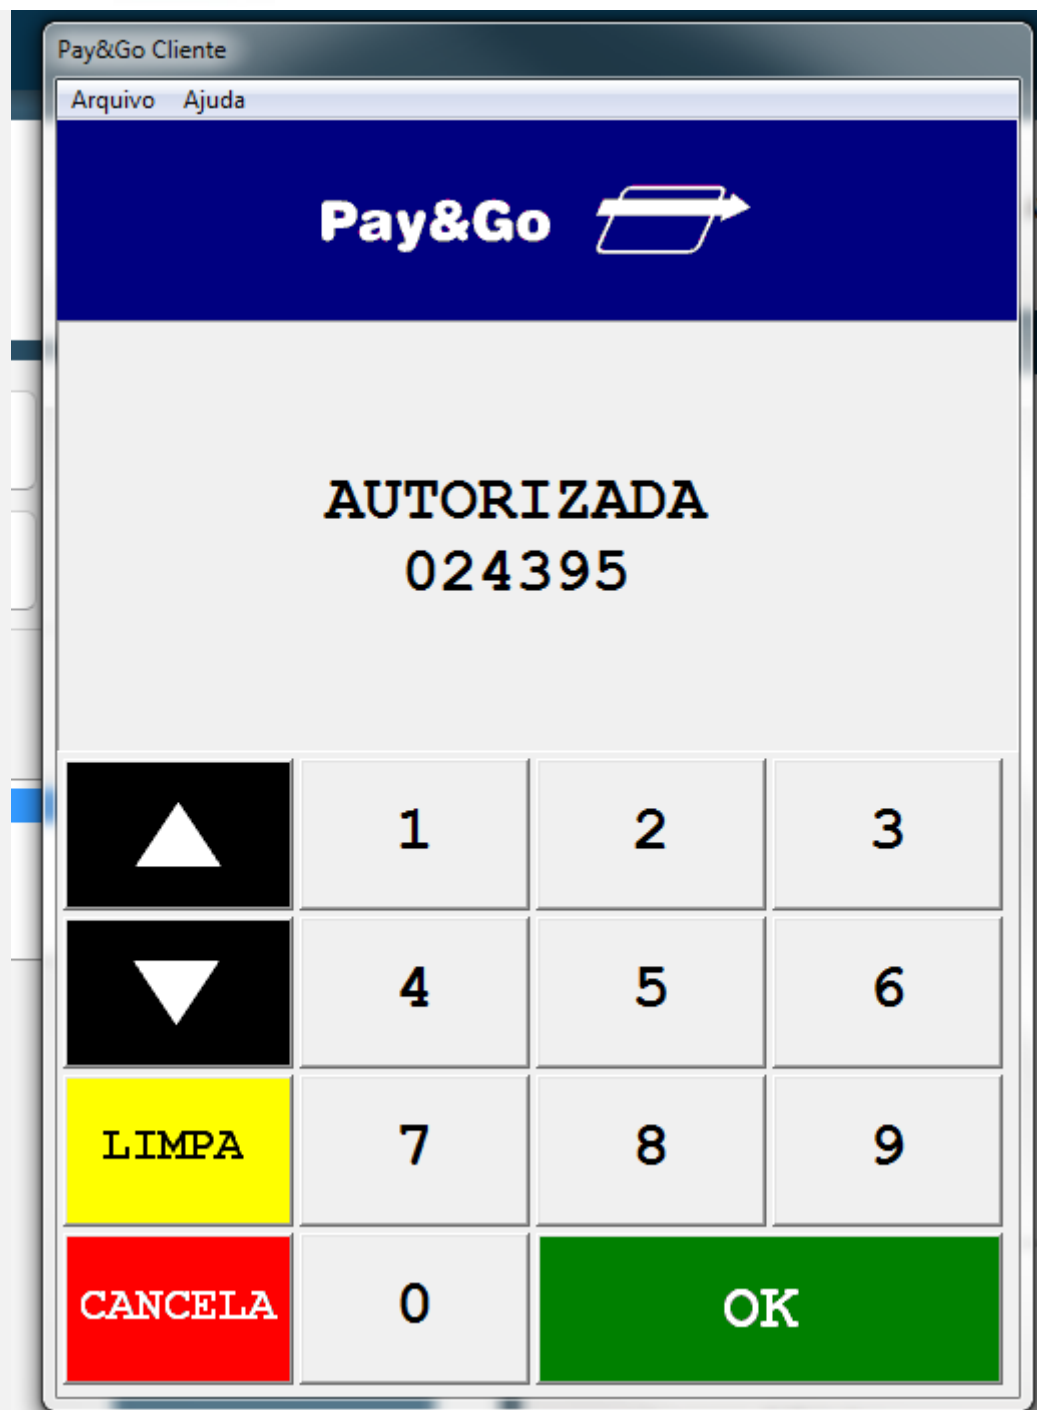 Pay&Go Cliente
Arquivo Ajuda
Pay&Go
AUTORIZADA
024395
1 2 3
4 5 6
LIMPA 7 8 9
CANCELA 0 OK